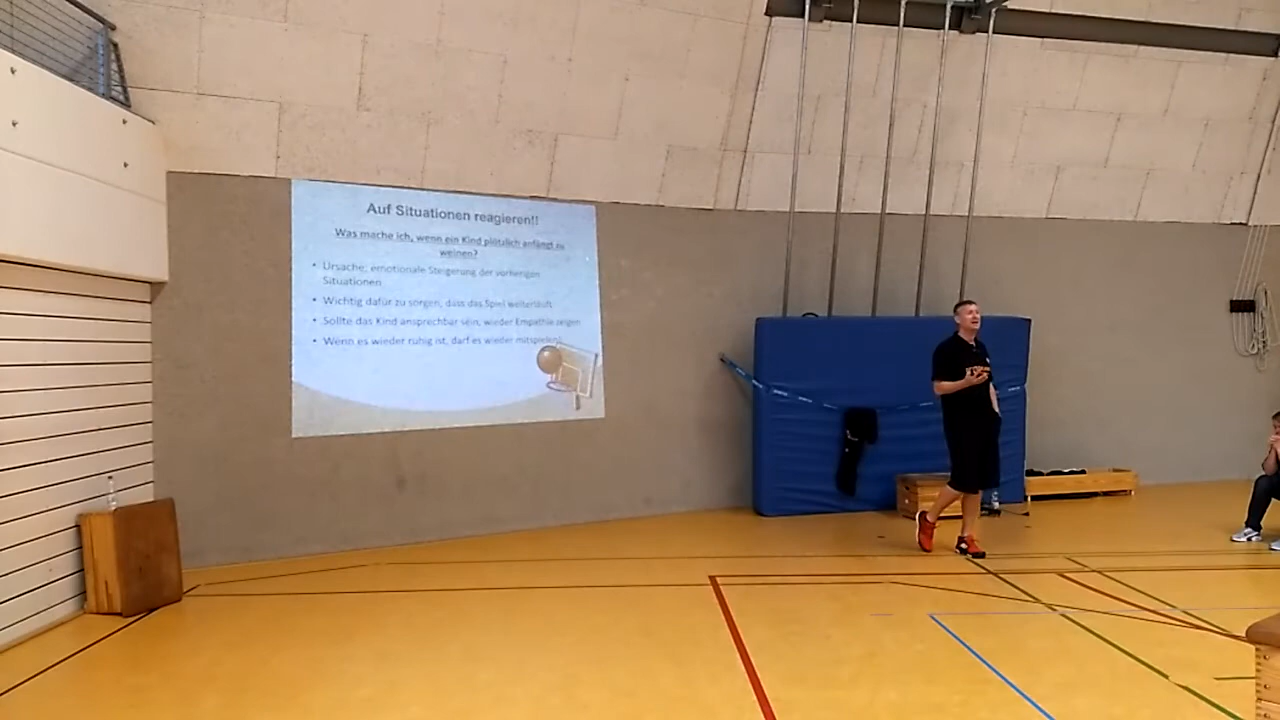 Auf Situationen reagieren!!
Was mache ich, wenn ein Kind plötzlich anfängt zu
weinen?
• Ursache: emotionale Steigerung der vorherigen
Situationen
• Wichtig dafür zu sorgen, dass das Spiel weiterläuft
• Sollte das Kind ansprechbar sein, wieder Empathie zeigen
• Wenn es wieder ruhig ist, darf es wieder mitspielen